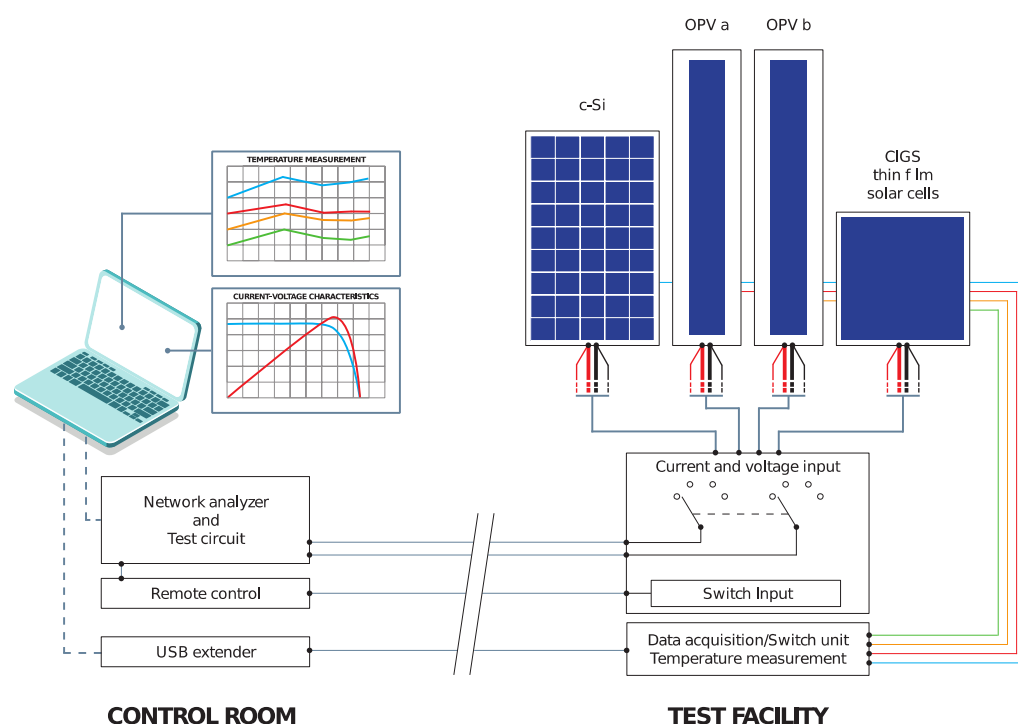 OPV a
OPV b
c-Si
CIGS
thin f lm
solar cells
TEMPERATURE MEASUREMENT
CURRENT-VOLTAGE CHARACTERISTICS
Current and voltage input
Network analyzer
and
Test circuit
Remote control
Switch Input
USB extender
Data acquisition/Switch unit
Temperature measurement
CONTROL ROOM
TEST FACILITY